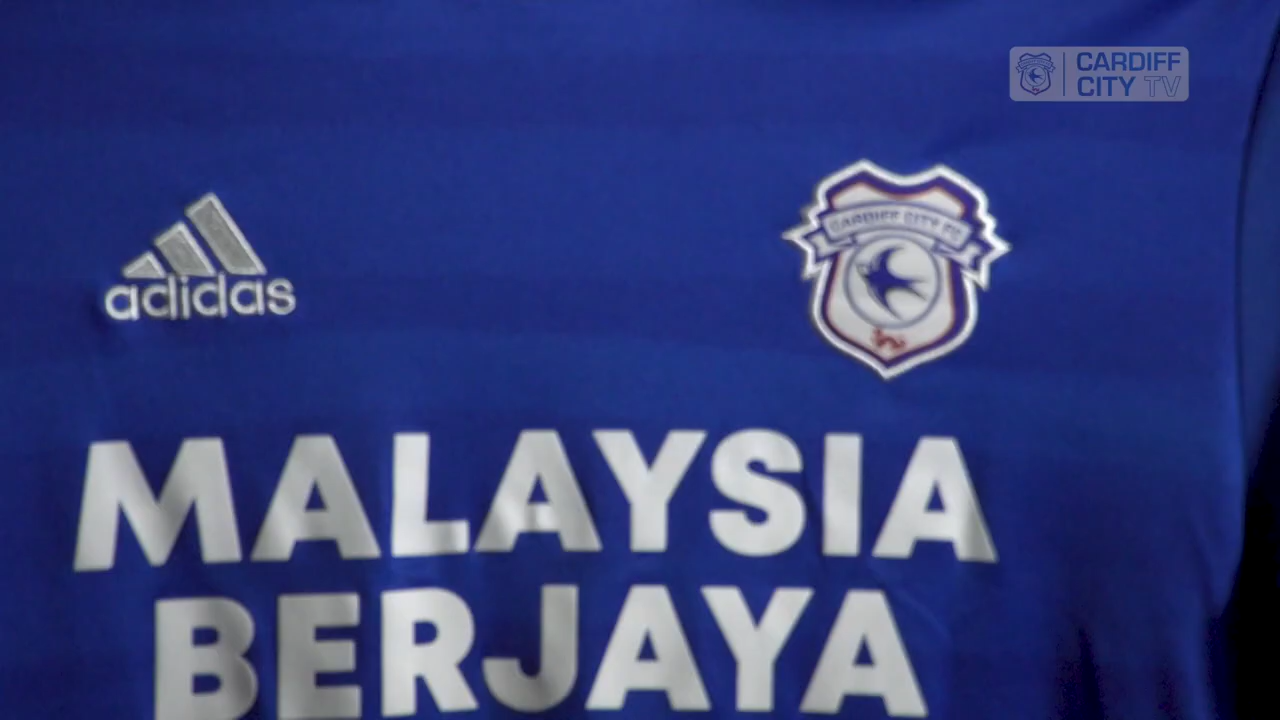 CARDIFF
CITY TV
adidas
CARDIFF CITY FC
MALAYSIA
BERJAYA